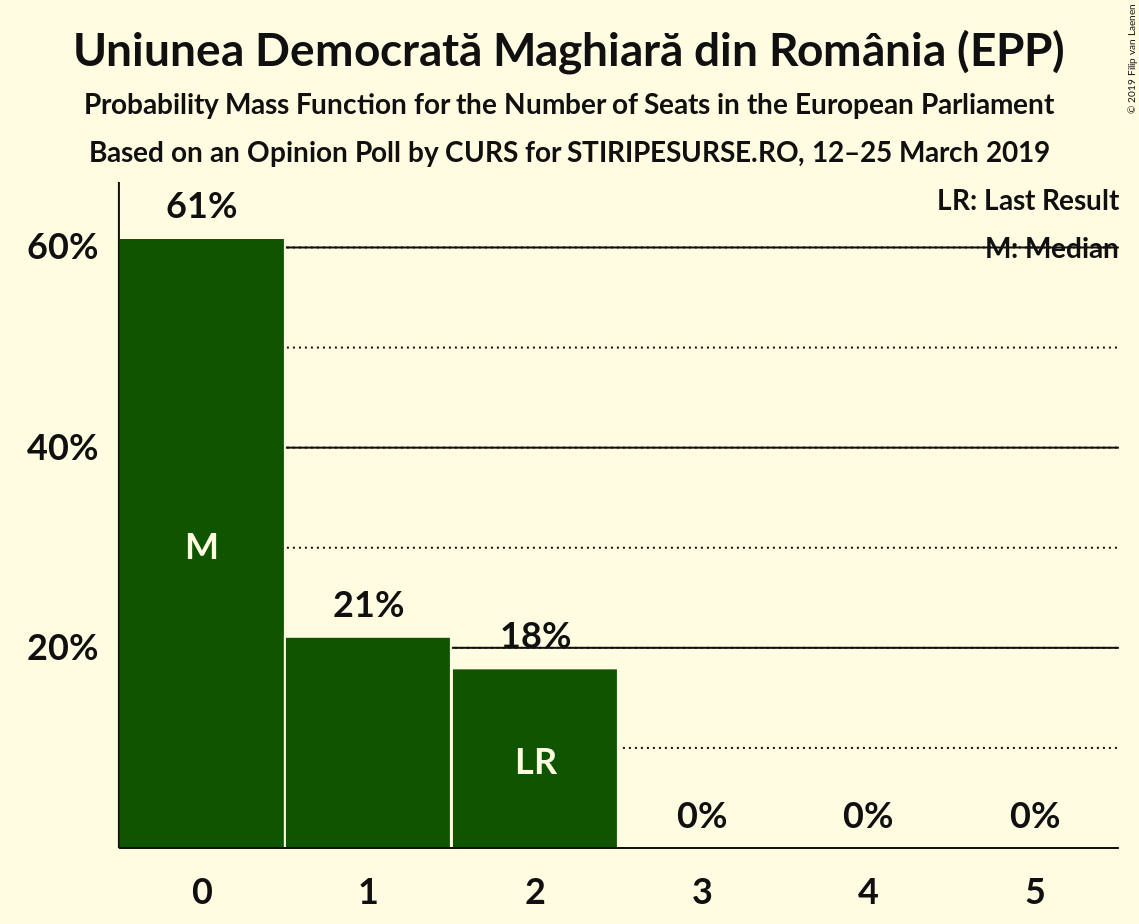 Uniunea Democrată Maghiară din România (EPP)
Probability Mass Function for the Number of Seats in the European Parliament
Based on an Opinion Poll by CURS for STIRIPESURSE.RO, 12–25 March 2019
© 2019 Filip van Laenen
LR: Last Result
M: Median
61%
60%
40%
M
21%
18%
20%
LR
0% 0% 0%
0 1 2 3 4 5